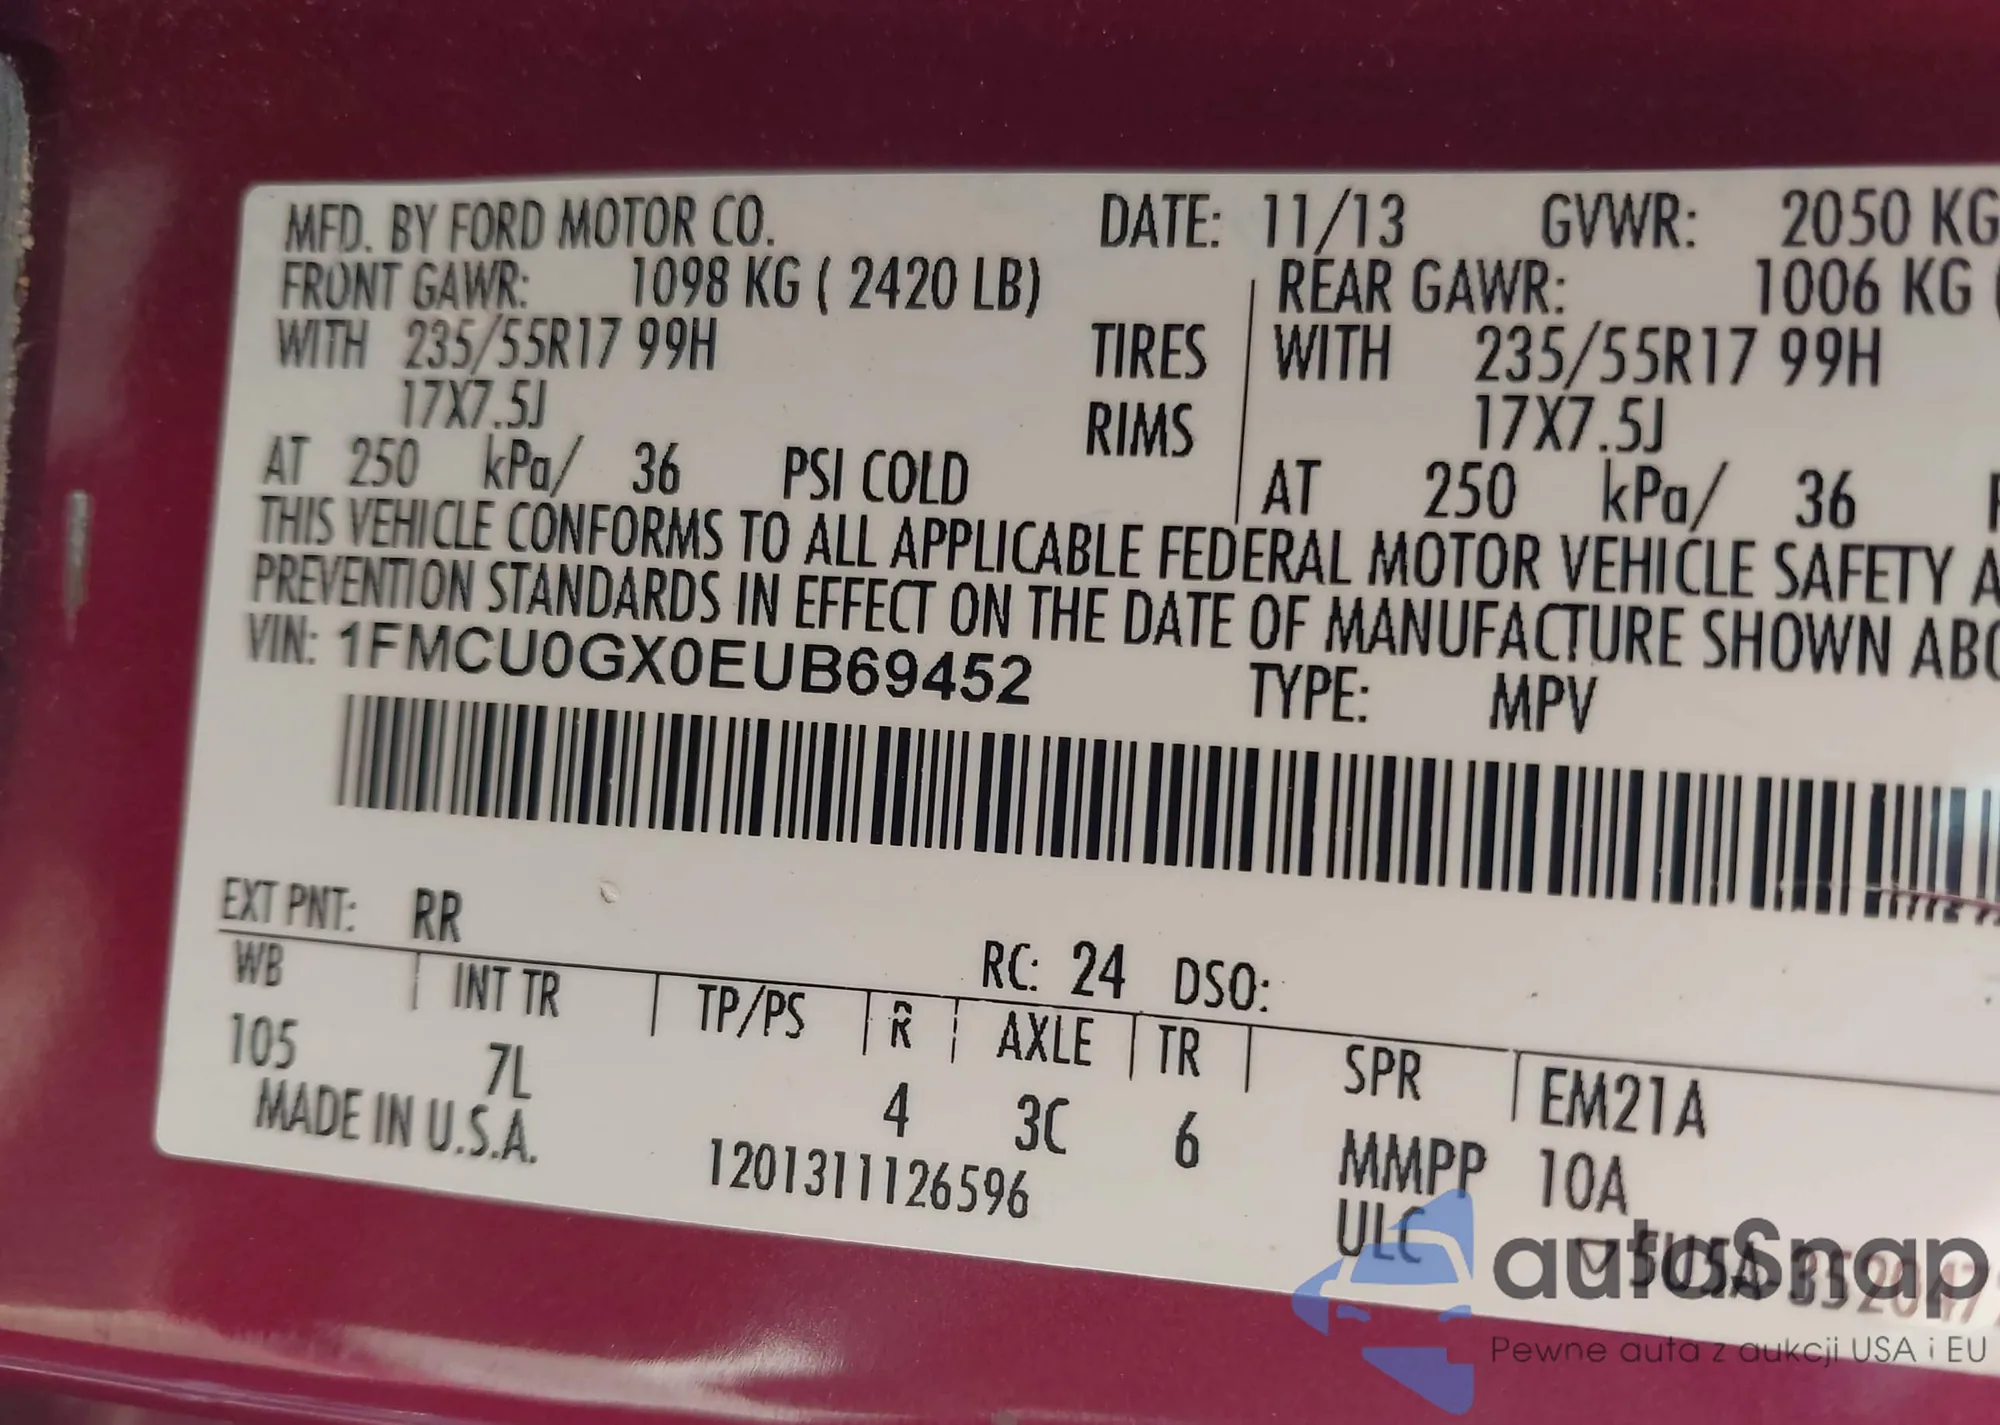 MFD. BY FORD MOTOR CO. DATE: 11/13 GVWR: 2050 KG
FRONT GAWR: 1098 KG ( 2420 LB) REAR GAWR: 1006 KG (
WITH 235/55R17 99H TIRES WITH 235/55R17 99H
17X7.5J RIMS 17X7.5J
AT 250 kPa/ 36 PSI COLD AT 250 kPa/ 36
THIS VEHICLE CONFORMS TO ALL APPLICABLE FEDERAL MOTOR VEHICLE SAFETY A
PREVENTION STANDARDS IN EFFECT ON THE DATE OF MANUFACTURE SHOWN ABO
VIN: 1FMCU0GX0EUB69452 TYPE: MPV
EXT PNT: RR RC: 24 DSO:
WB INT TR TP/PS R AXLE TR SPR EM21A
105 7L 4 3C 6 MMPP 10A
MADE IN U.S.A. 1201311126596 ULC
autoSnap
Pewne auta z aukcji USA i EU